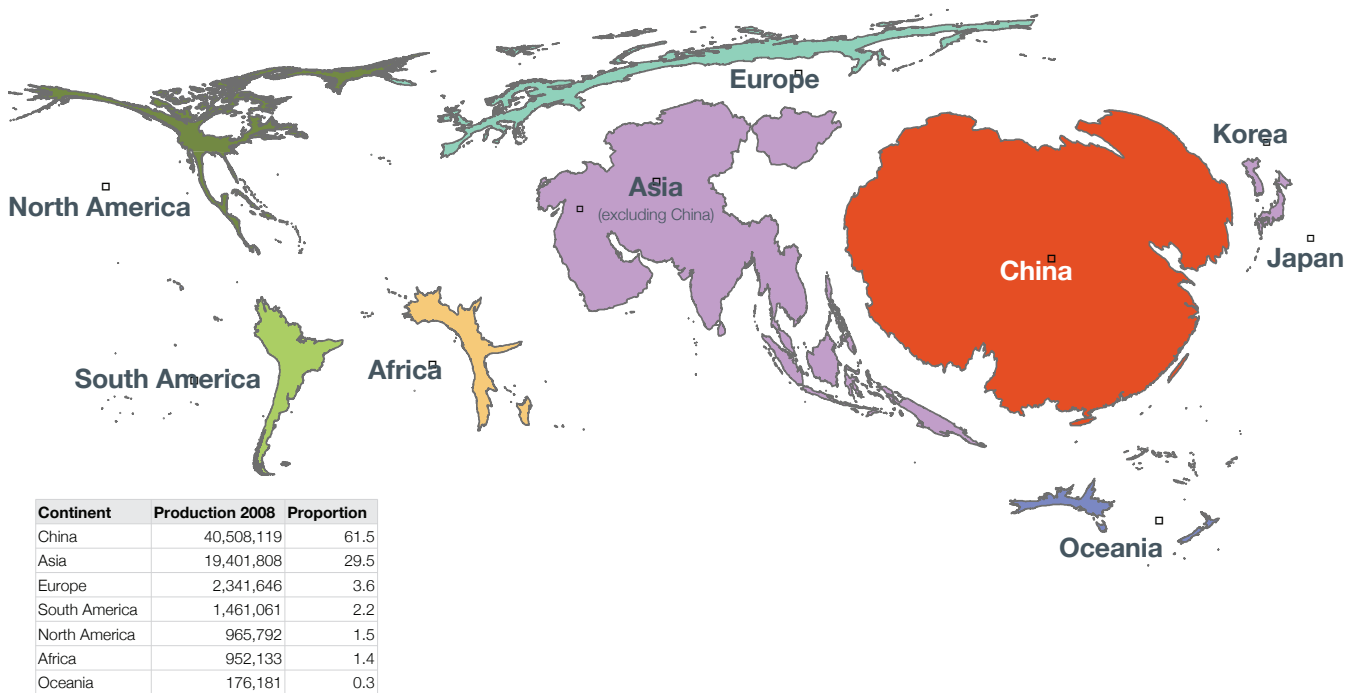 Europe
Korea
Asia
(excluding China)
North America
Japan
China
Africa
South America
Continent Production 2008 Proportion
China 40,508,119 61.5
Asia 19,401,808 29.5
Europe 2,341,646 3.6
South America 1,461,061 2.2
North America 965,792 1.5
Africa 952,133 1.4
Oceania 176,181 0.3
Oceania